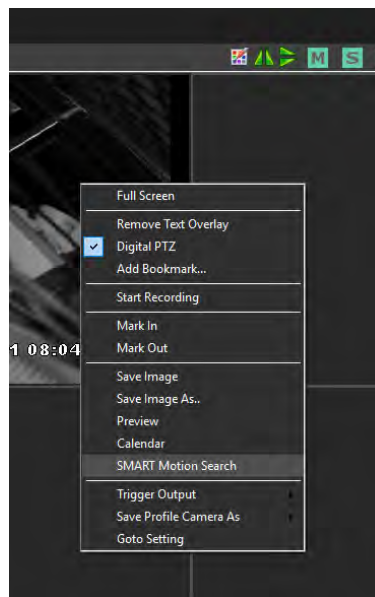 M S
Full Screen
Remove Text Overlay
Digital PTZ
Add Bookmark...
Start Recording
Mark In
1 08:04
Mark Out
Save Image
Save Image As..
Preview
Calendar
SMART Motion Search
Trigger Output
Save Profile Camera As
Goto Setting